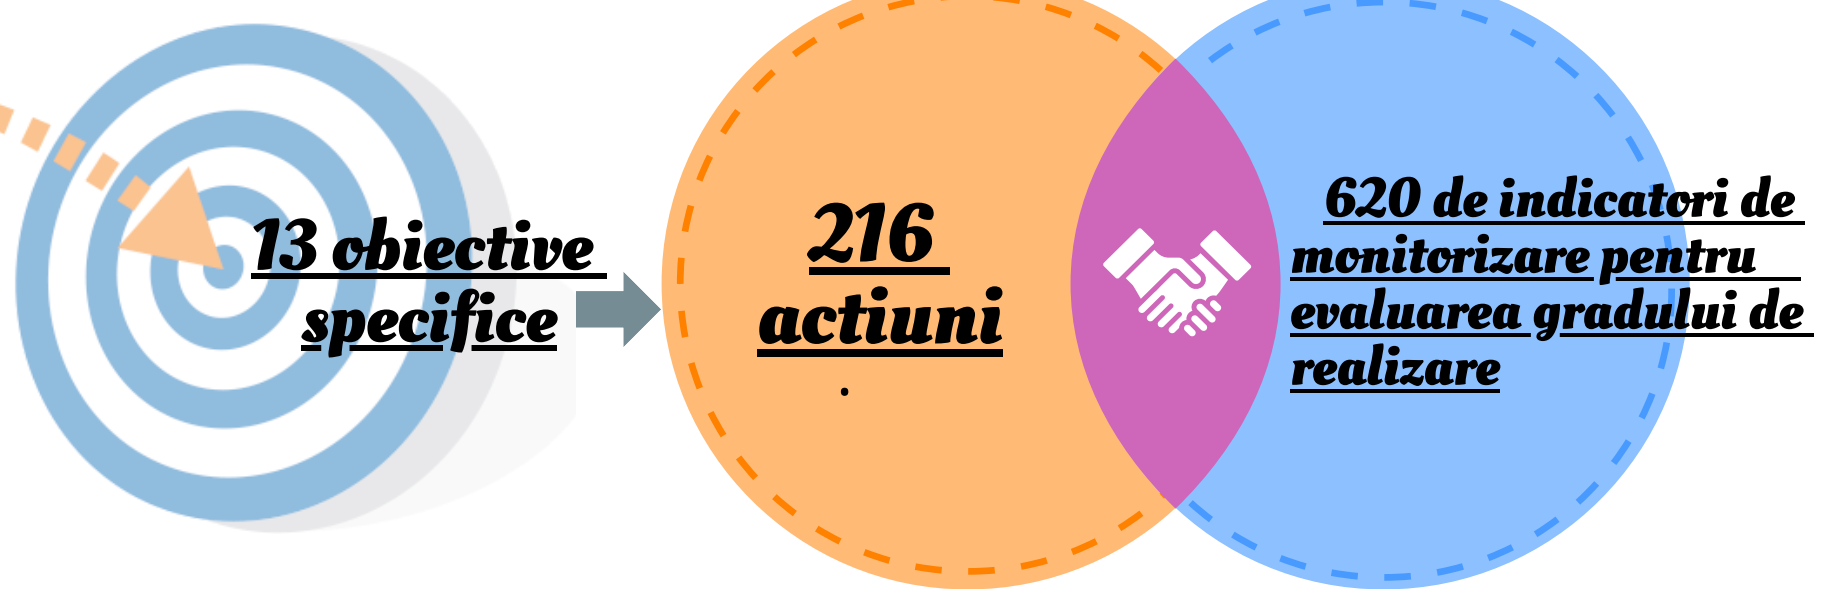 13 obiective
specifice
216
actiuni
.
620 de indicatori de
monitorizare pentru
evaluarea gradului de
realizare